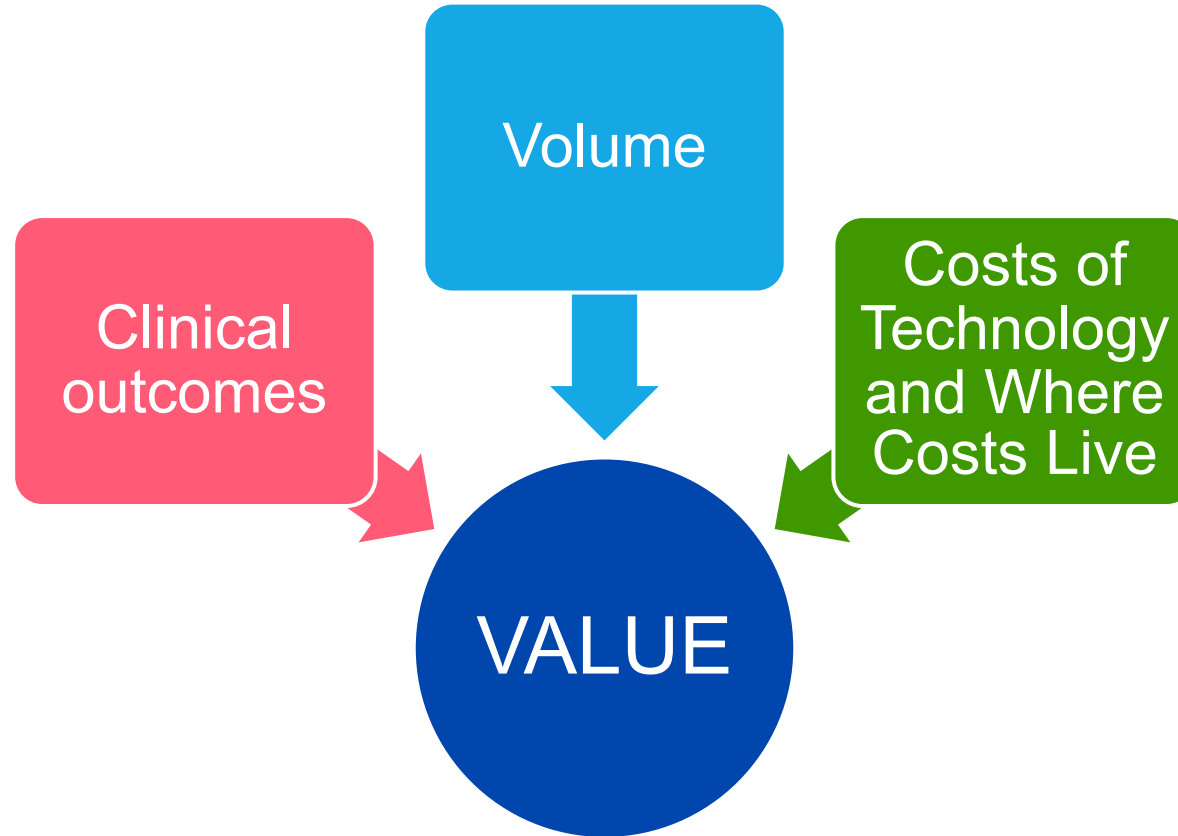 Volume
Clinical
outcomes
Costs of
Technology
and Where
Costs Live
VALUE